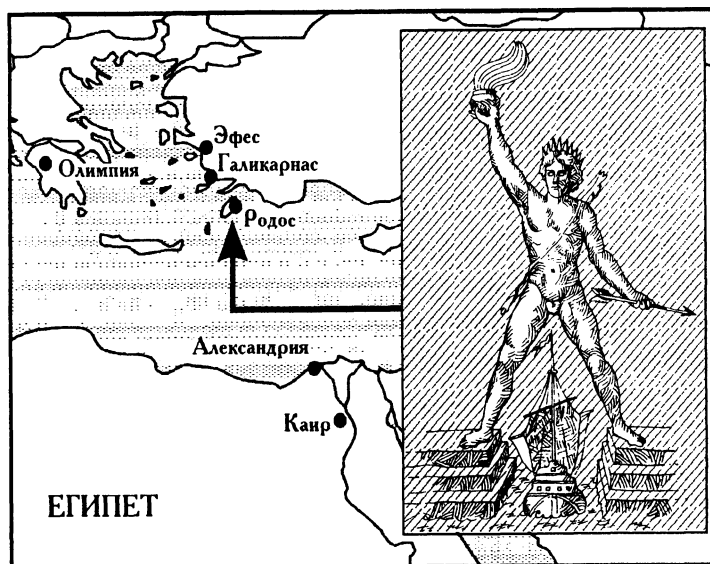 Эфес
Олимпия
Галикарнас
Родос
Александрия
Каир
ЕГИПЕТ